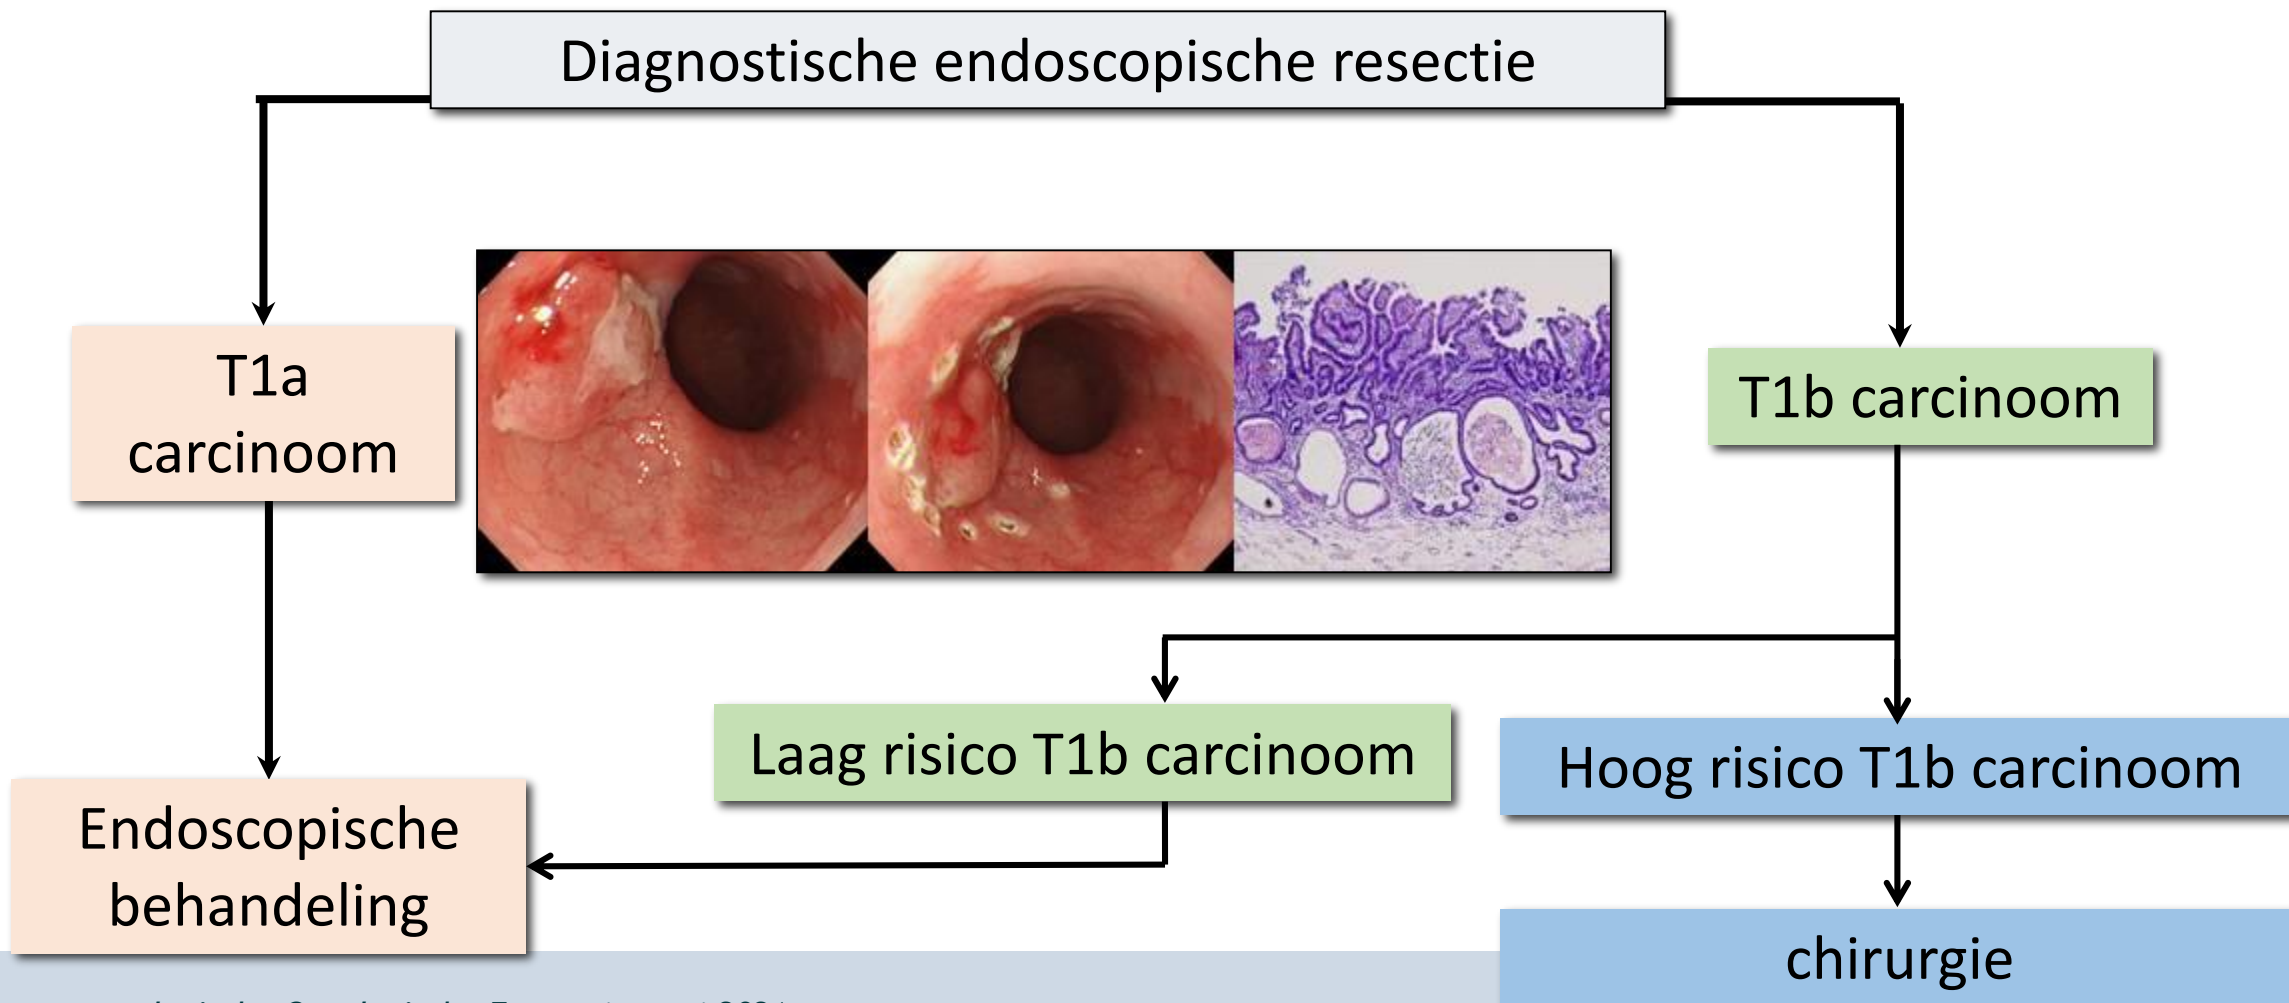 Diagnostische endoscopische resectie
T1a
carcinoom
T1b carcinoom
Laag risico T1b carcinoom
Hoog risico T1b carcinoom
Endoscopische
behandeling
chirurgie